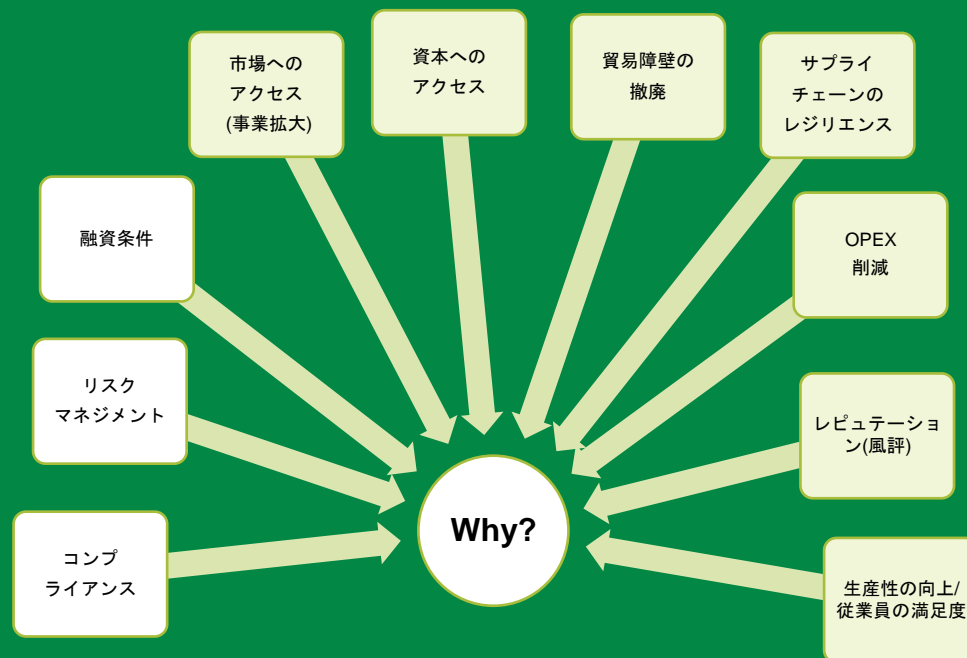 市場への
アクセス
(事業拡大)
資本への
アクセス
貿易障壁の
撤廃
サプライ
チェーンの
レジリエンス
融資条件
OPEX
削減
リスク
マネジメント
レピュテーショ
ン(風評)
Why?
コンプ
ライアンス
生産性の向上/
従業員の満足度